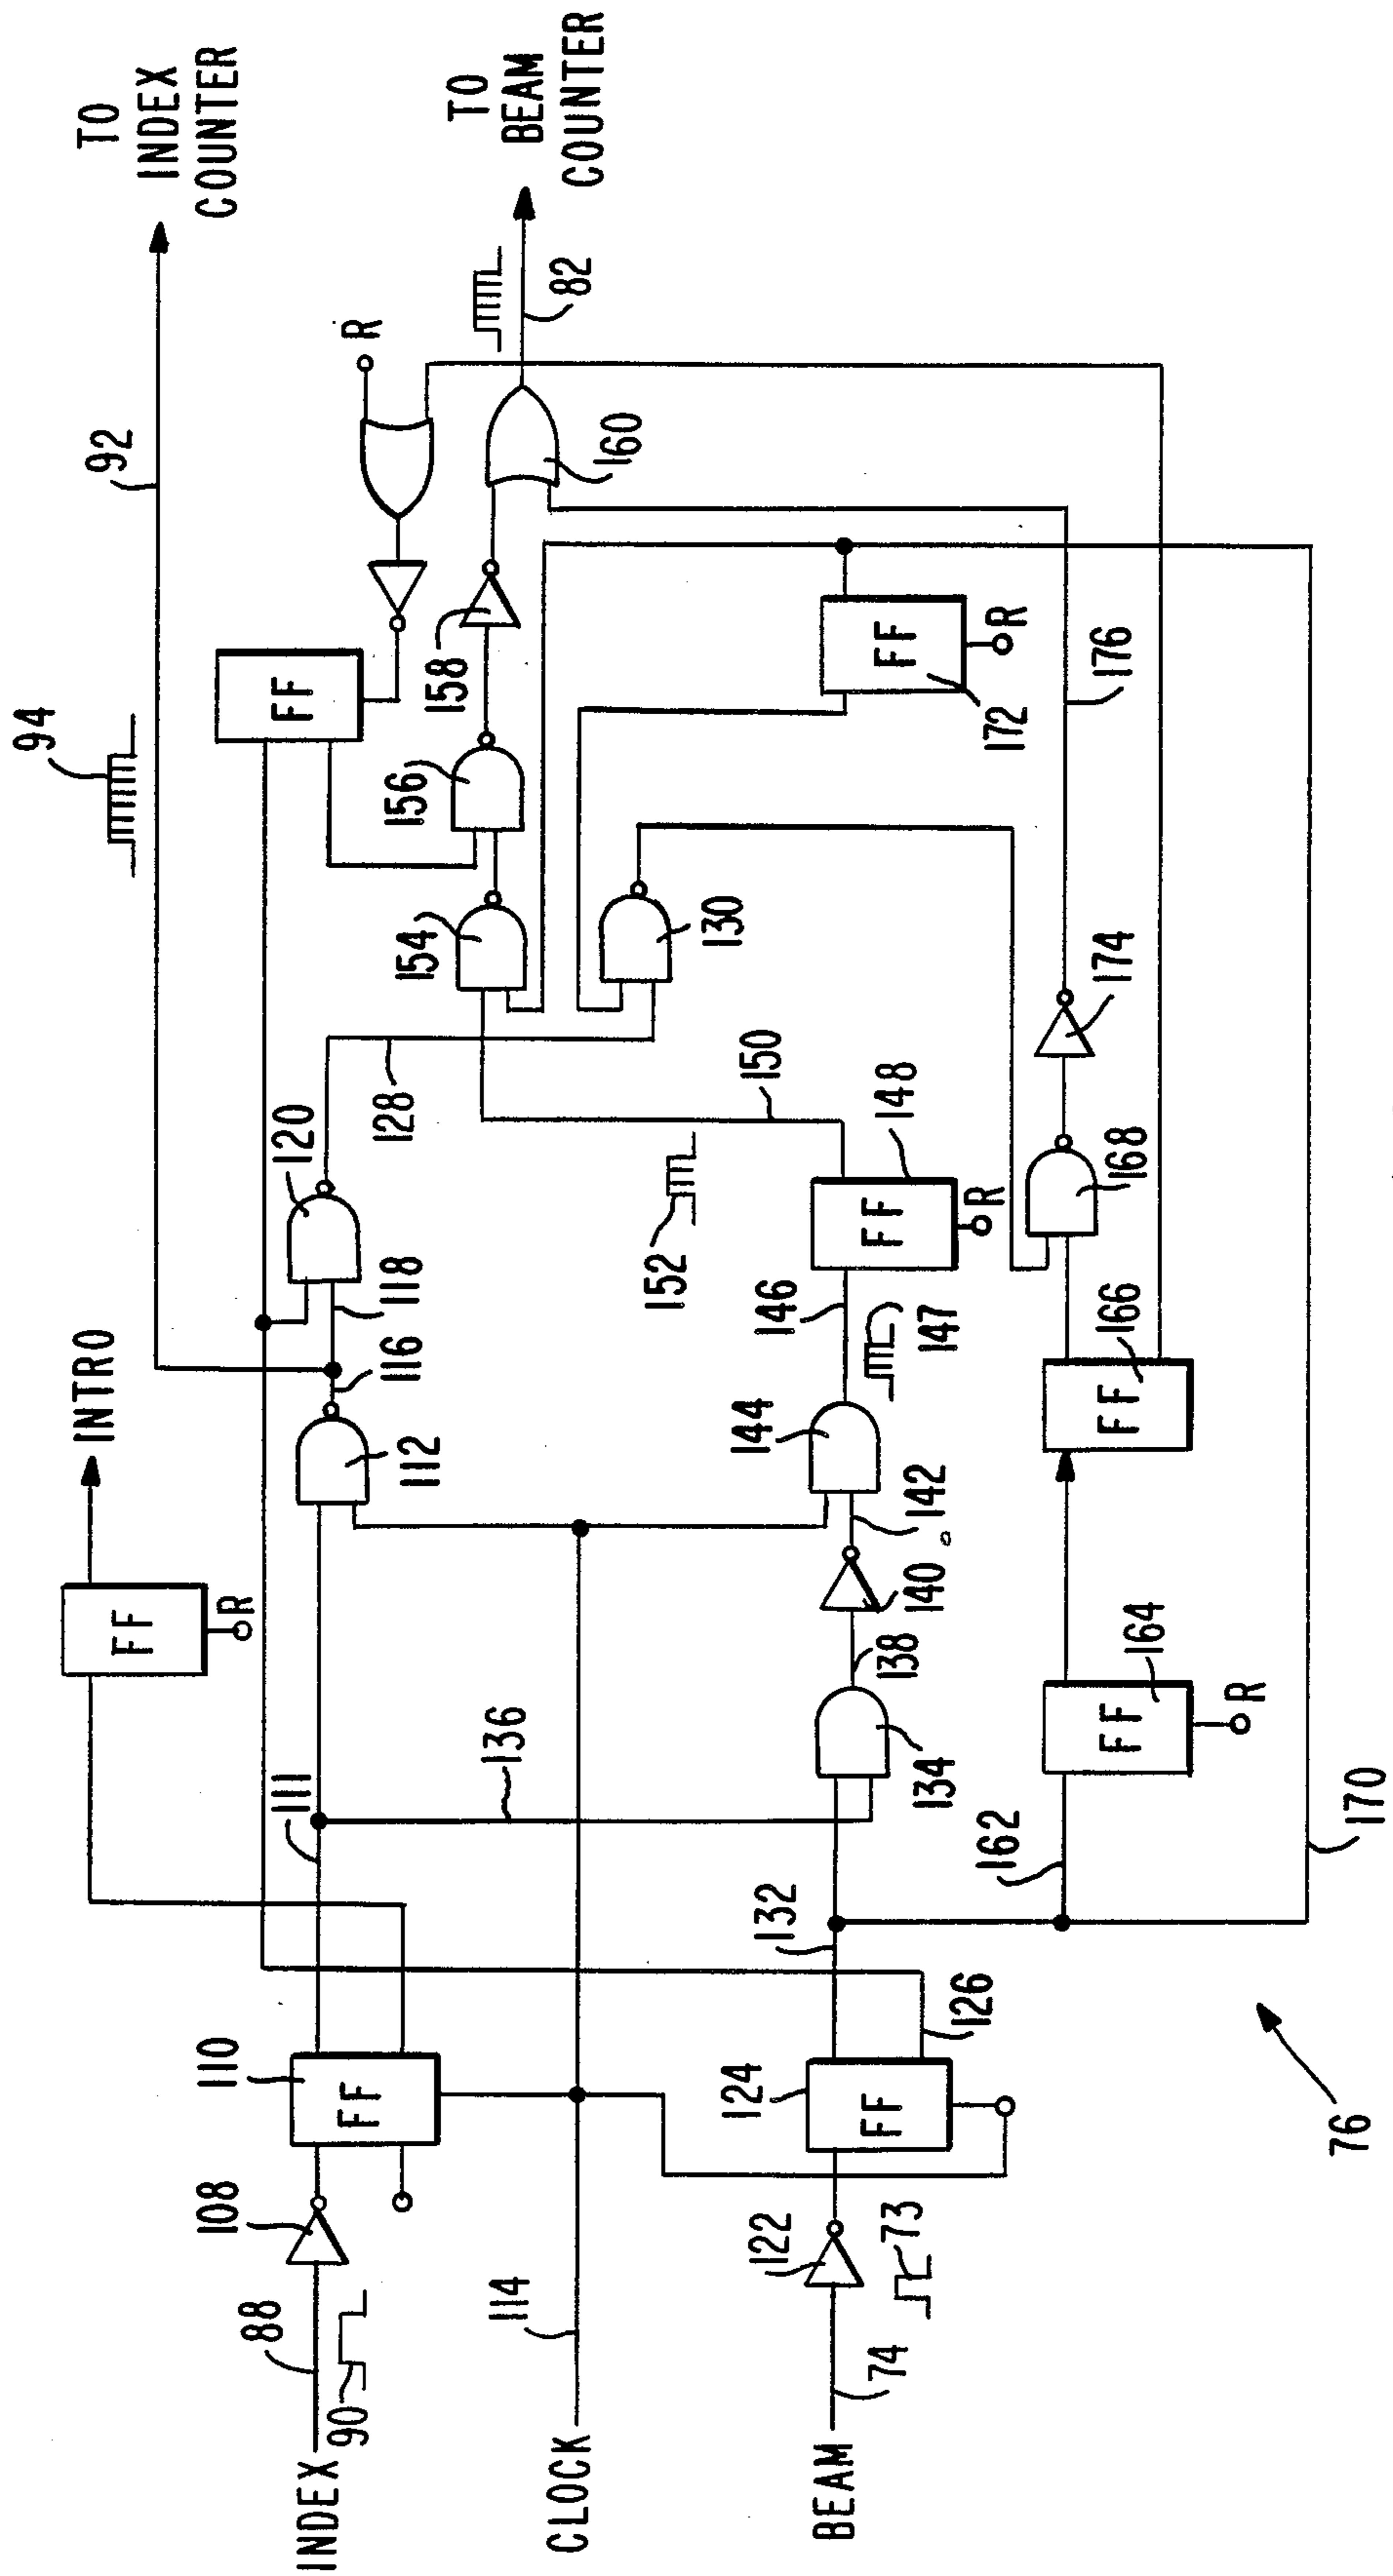 TO
INDEX
COUNTER
92
94
INTRO
FF
R
TO
BEAM
COUNTER
82
R
FF
160
158
156
154
130
FF
172
R
176
128
120
118
116
112
150
152
148
FF
R
146
147
144
142
140
138
134
136
111
110
FF
108
88
90
INDEX
114
CLOCK
132
126
124
FF
122
73
74
BEAM
162
164
FF
R
166
FF
168
174
170
76